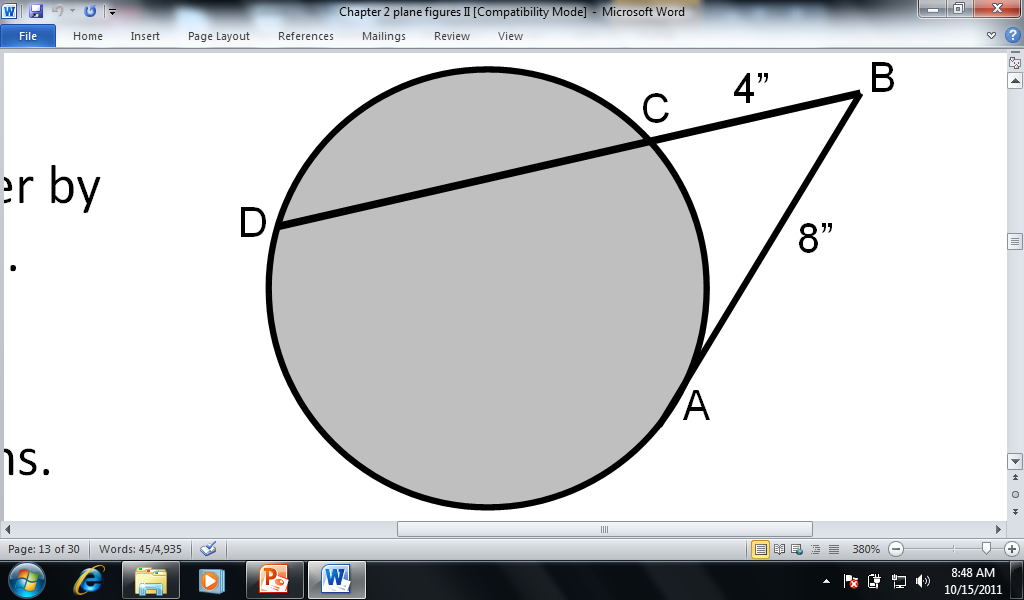 Chapter 2 plane figures II [Compatibility Mode] - Microsoft Word
File Home Insert Page Layout References Mailings Review View
4” B
C
er by
D
8”
.
A
ns.
Page: 13 of 30 Words: 45/4,935 380%
8:48 AM
10/15/2011